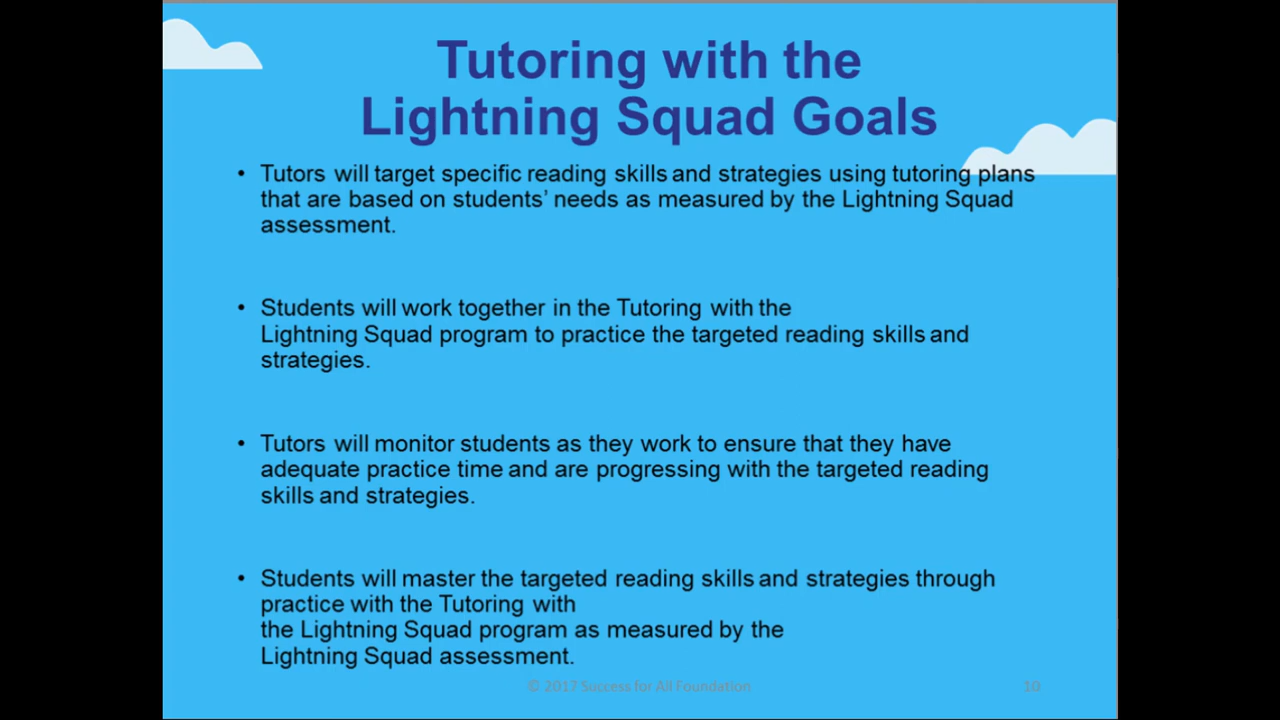 Tutoring with the
Lightning Squad Goals
• Tutors will target specific reading skills and strategies using tutoring plans
that are based on students’ needs as measured by the Lightning Squad
assessment.
• Students will work together in the Tutoring with the
Lightning Squad program to practice the targeted reading skills and
strategies.
• Tutors will monitor students as they work to ensure that they have
adequate practice time and are progressing with the targeted reading
skills and strategies.
• Students will master the targeted reading skills and strategies through
practice with the Tutoring with
the Lightning Squad program as measured by the
Lightning Squad assessment.
© 2017 Success for All Foundation
10